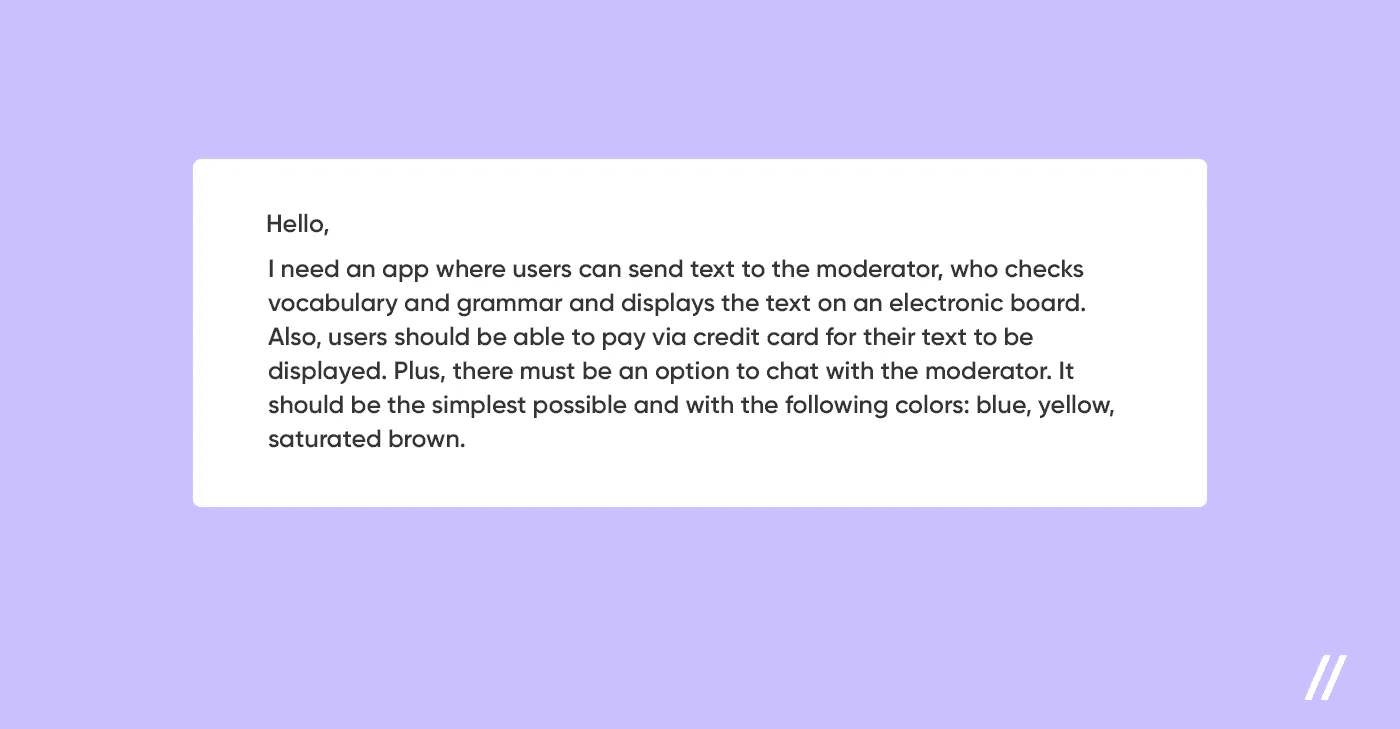 Hello,
I need an app where users can send text to the moderator, who checks
vocabulary and grammar and displays the text on an electronic board.
Also, users should be able to pay via credit card for their text to be
displayed. Plus, there must be an option to chat with the moderator. It
should be the simplest possible and with the following colors: blue, yellow,
saturated brown.